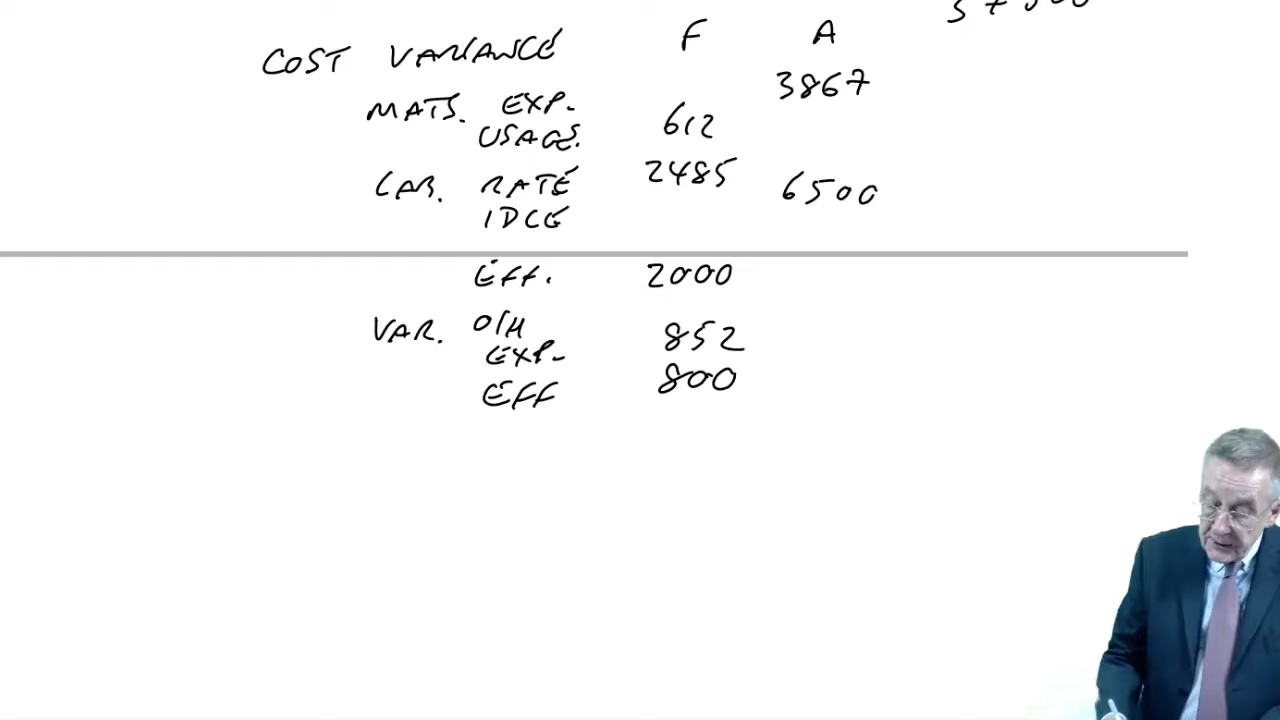 COST VARIANCE F A
MATS. EXP. 3867
USAGE. 612
LAB. RATE 2485
IDLE 6500
EFF. 2000
VAR. O/H
EXP. 852
EFF 800